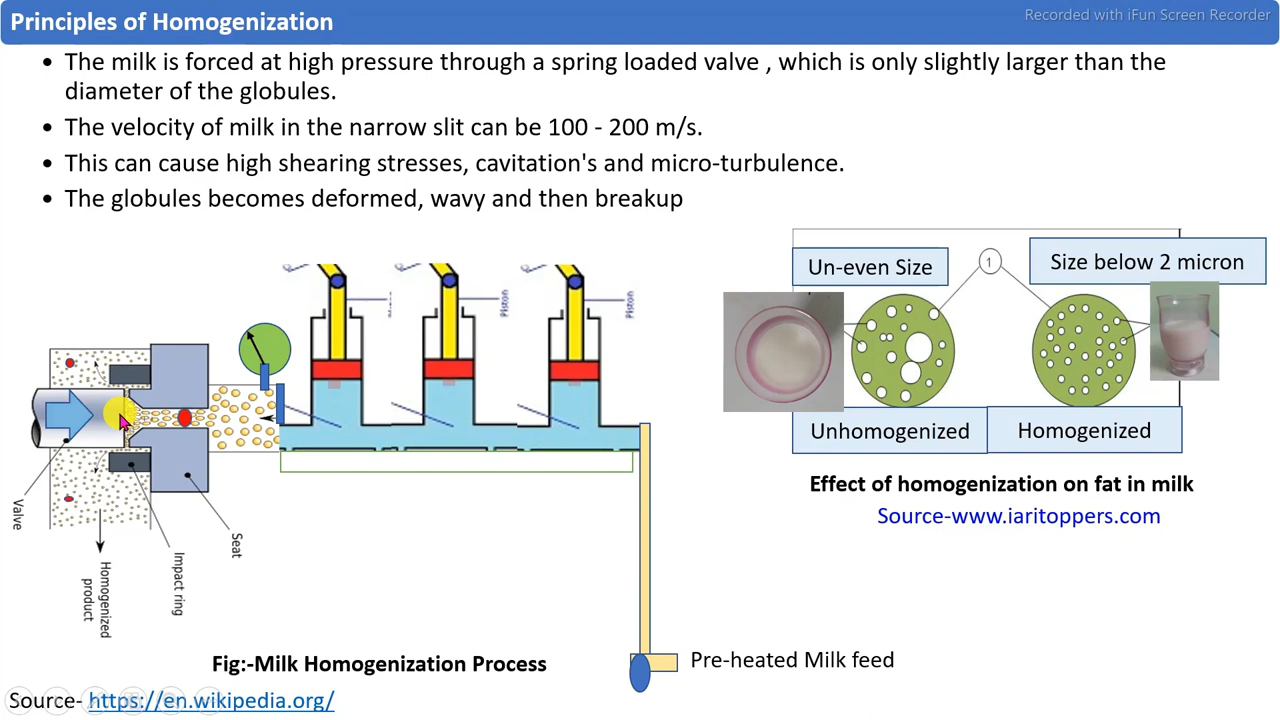 Principles of Homogenization
Recorded with iFun Screen Recorder
• The milk is forced at high pressure through a spring loaded valve , which is only slightly larger than the
diameter of the globules.
• The velocity of milk in the narrow slit can be 100 - 200 m/s.
• This can cause high shearing stresses, cavitation's and micro-turbulence.
• The globules becomes deformed, wavy and then breakup
Piston
Piston
Valve
Homogenized
product
Impact ring
Seat
Fig:-Milk Homogenization Process
Pre-heated Milk feed
Source- https://en.wikipedia.org/
Un-even Size
1
Size below 2 micron
Unhomogenized
Homogenized
Effect of homogenization on fat in milk
Source-www.iaritoppers.com